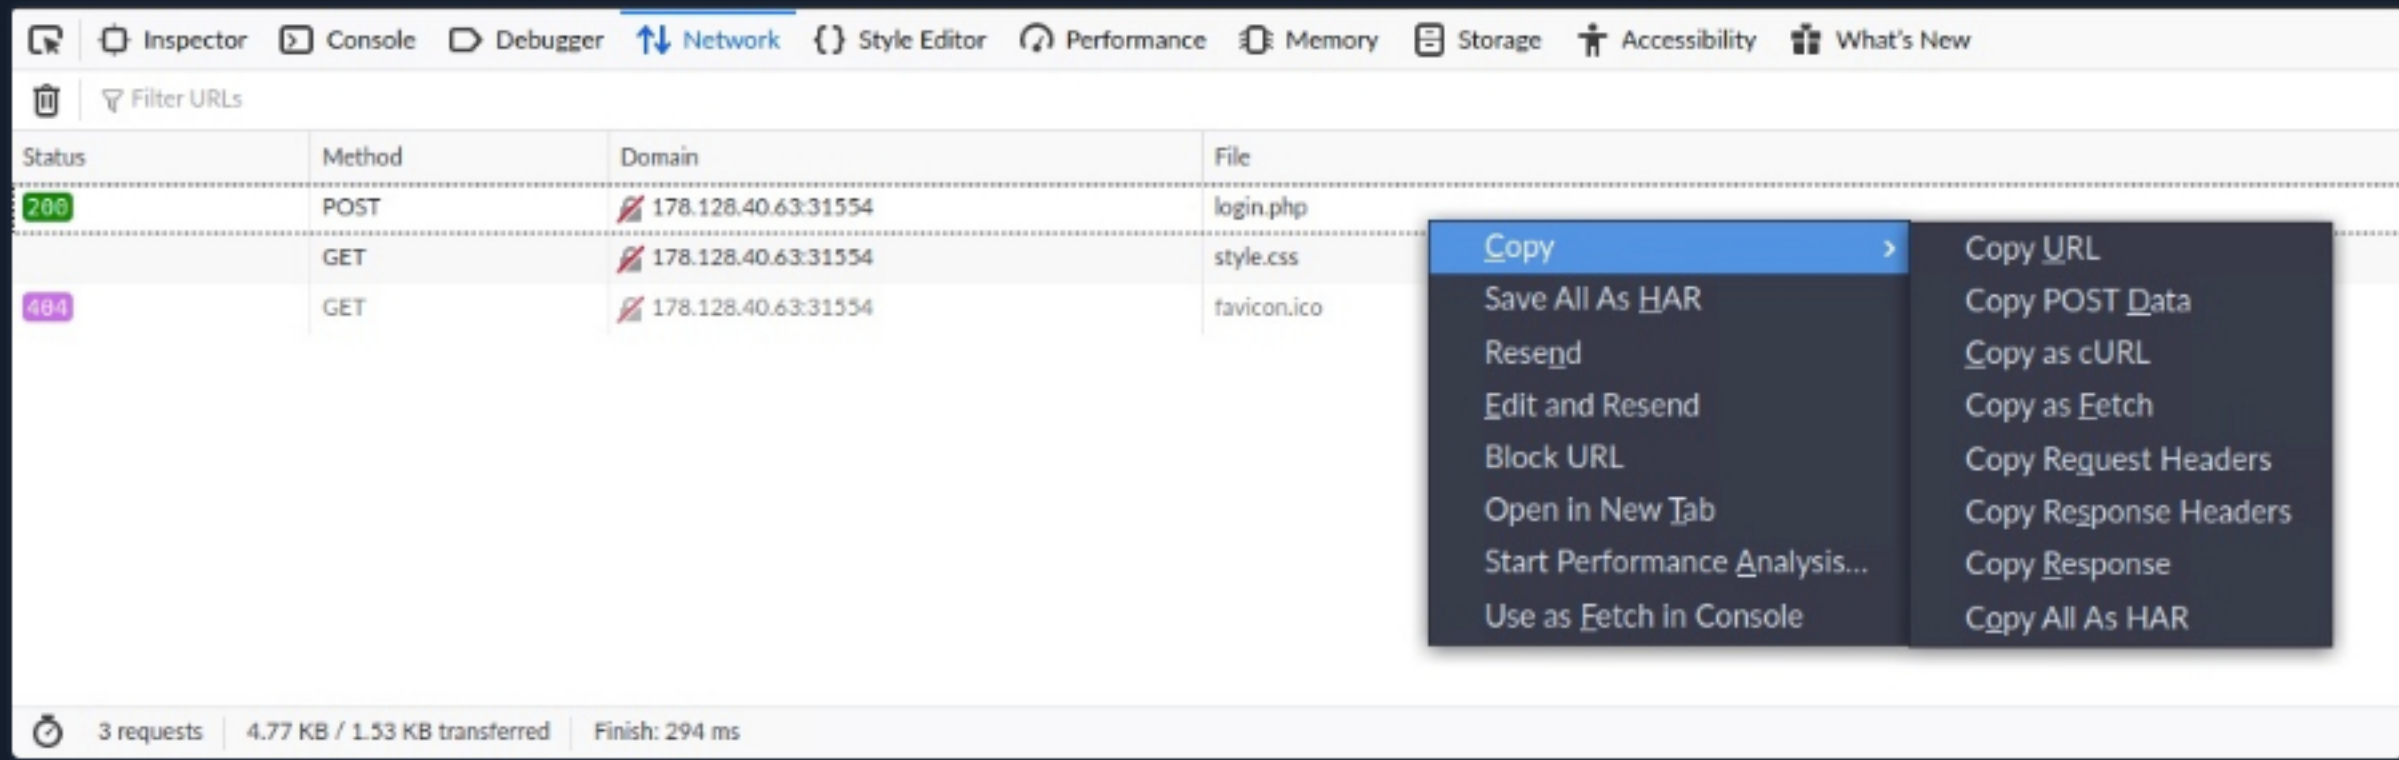 Inspector Console Debugger Network Style Editor Performance Memory Storage Accessibility What's New
Filter URLs
Status Method Domain File
200 POST 178.128.40.63:31554 login.php
GET 178.128.40.63:31554 style.css
404 GET 178.128.40.63:31554 favicon.ico
Copy
Save All As HAR
Resend
Edit and Resend
Block URL
Open in New Tab
Start Performance Analysis...
Use as Fetch in Console
Copy URL
Copy POST Data
Copy as cURL
Copy as Fetch
Copy Request Headers
Copy Response Headers
Copy Response
Copy All As HAR
3 requests 4.77 KB / 1.53 KB transferred Finish: 294 ms